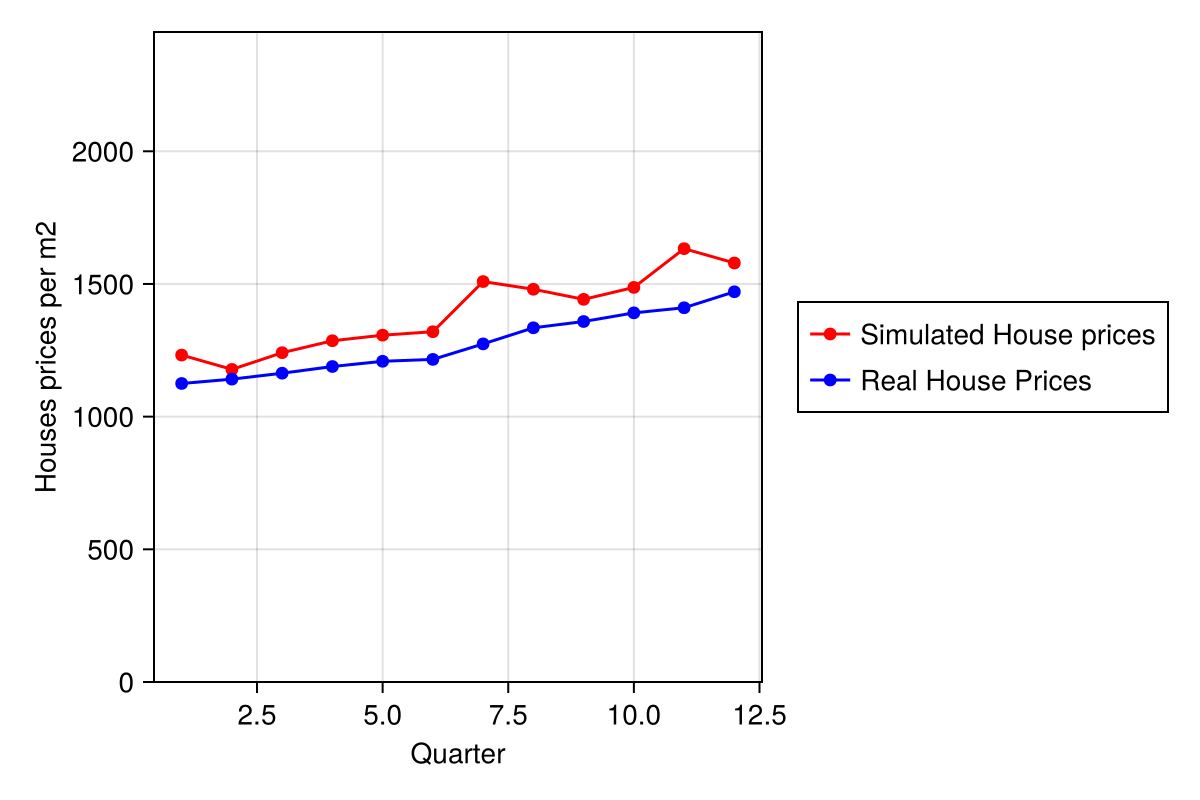 Houses prices per m2
2000
1500
1000
500
0
2.5 5.0 7.5 10.0 12.5
Quarter
Simulated House prices
Real House Prices